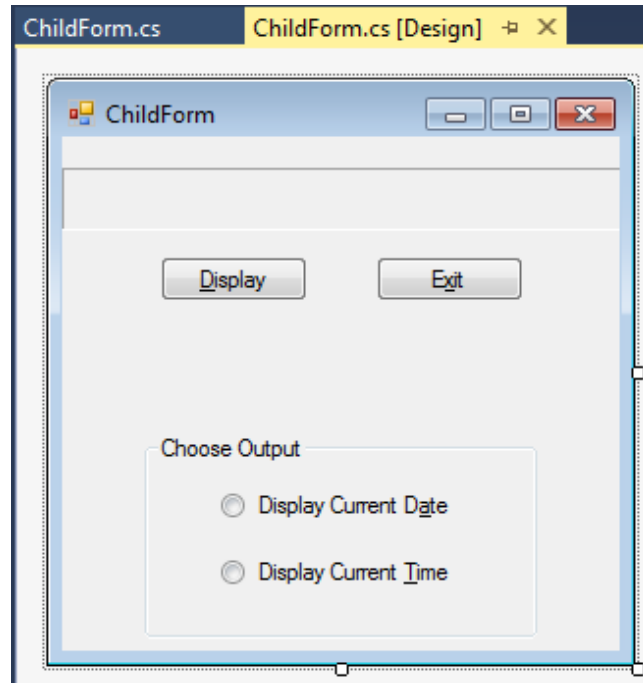 ChildForm.cs ChildForm.cs [Design]
ChildForm
Display Exit
Choose Output
Display Current Date
Display Current Time